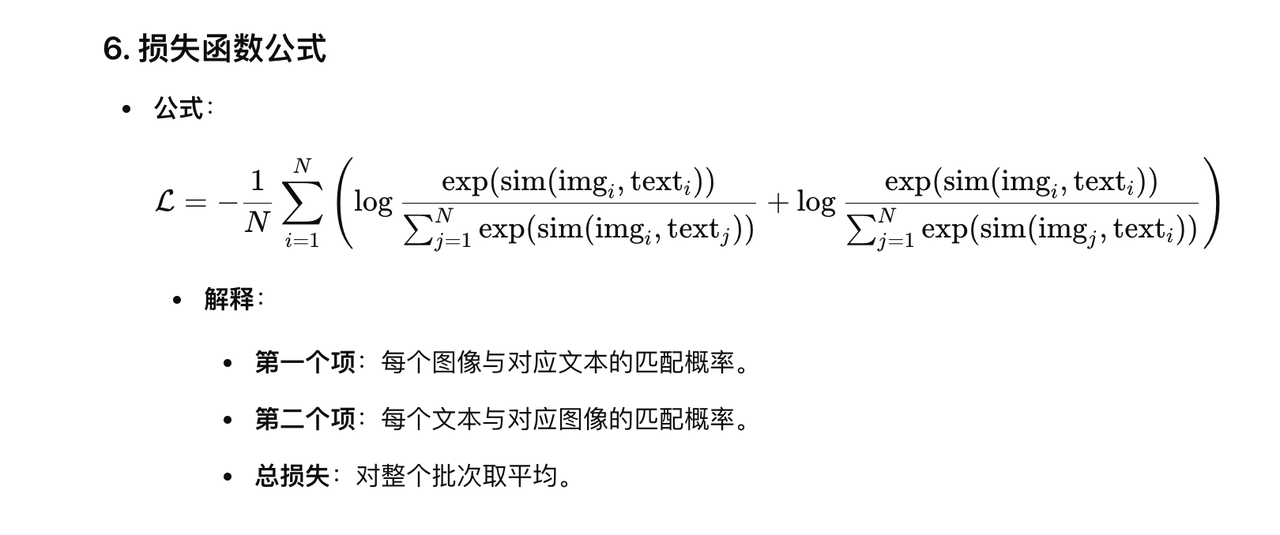 6. 损失函数公式
• 公式：
$$\mathcal{L} = -\frac{1}{N} \sum_{i=1}^{N} \left( \log \frac{\exp(\text{sim}(\text{img}_i, \text{text}_i))}{\sum_{j=1}^{N} \exp(\text{sim}(\text{img}_i, \text{text}_j))} + \log \frac{\exp(\text{sim}(\text{img}_i, \text{text}_i))}{\sum_{j=1}^{N} \exp(\text{sim}(\text{img}_j, \text{text}_i))} \right)$$
• 解释：
• 第一个项：每个图像与对应文本的匹配概率。
• 第二个项：每个文本与对应图像的匹配概率。
• 总损失：对整个批次取平均。